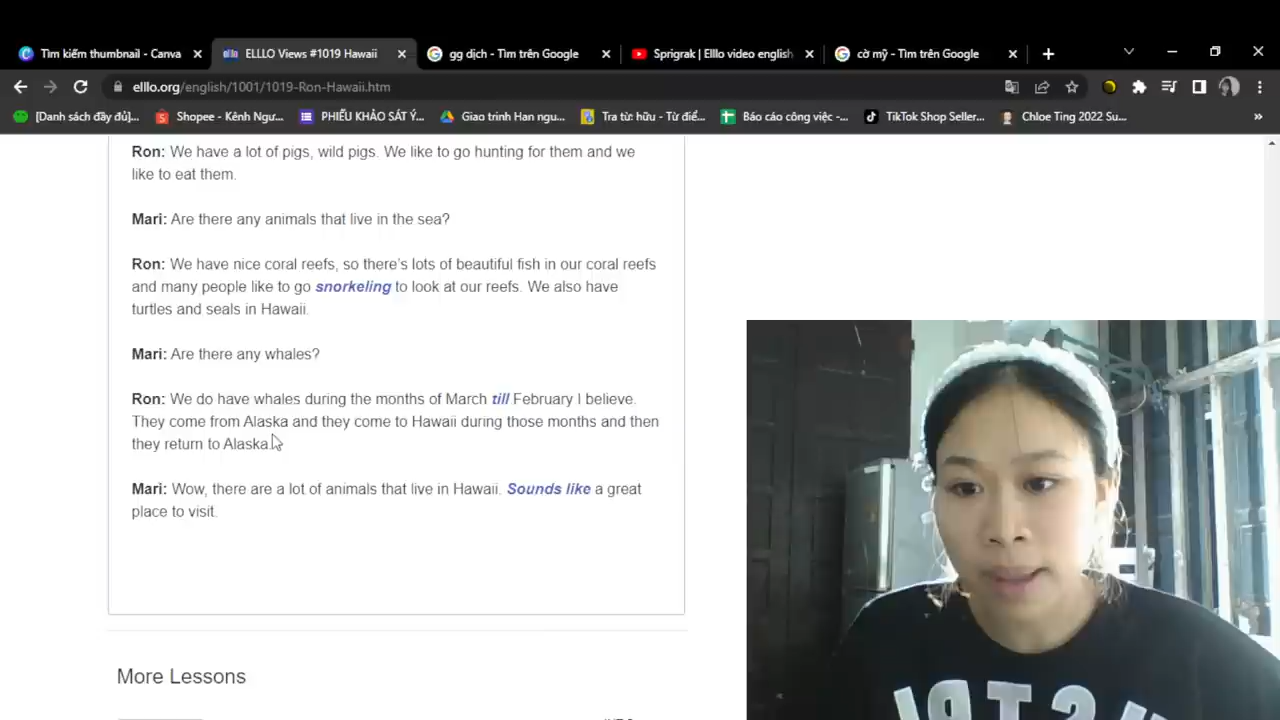 Tìm kiếm thumbnail - Canva
ELLLO Views #1019 Hawaii
gg dịch - Tìm trên Google
Sprigrak | Elllo video english
cờ mỹ - Tìm trên Google
elllo.org/english/1001/1019-Ron-Hawaii.htm
[Danh sách đầy đủ]...
Shopee - Kênh Ngư...
PHIẾU KHẢO SÁT Ý...
Giao trình Han ngu...
Tra từ: hữu - Từ điể...
Báo cáo công việc -...
TikTok Shop Seller...
Chloe Ting 2022 Su...
Ron: We have a lot of pigs, wild pigs. We like to go hunting for them and we
like to eat them.
Mari: Are there any animals that live in the sea?
Ron: We have nice coral reefs, so there's lots of beautiful fish in our coral reefs
and many people like to go snorkeling to look at our reefs. We also have
turtles and seals in Hawaii.
Mari: Are there any whales?
Ron: We do have whales during the months of March till February I believe.
They come from Alaska and they come to Hawaii during those months and then
they return to Alaska.
Mari: Wow, there are a lot of animals that live in Hawaii. Sounds like a great
place to visit.
More Lessons